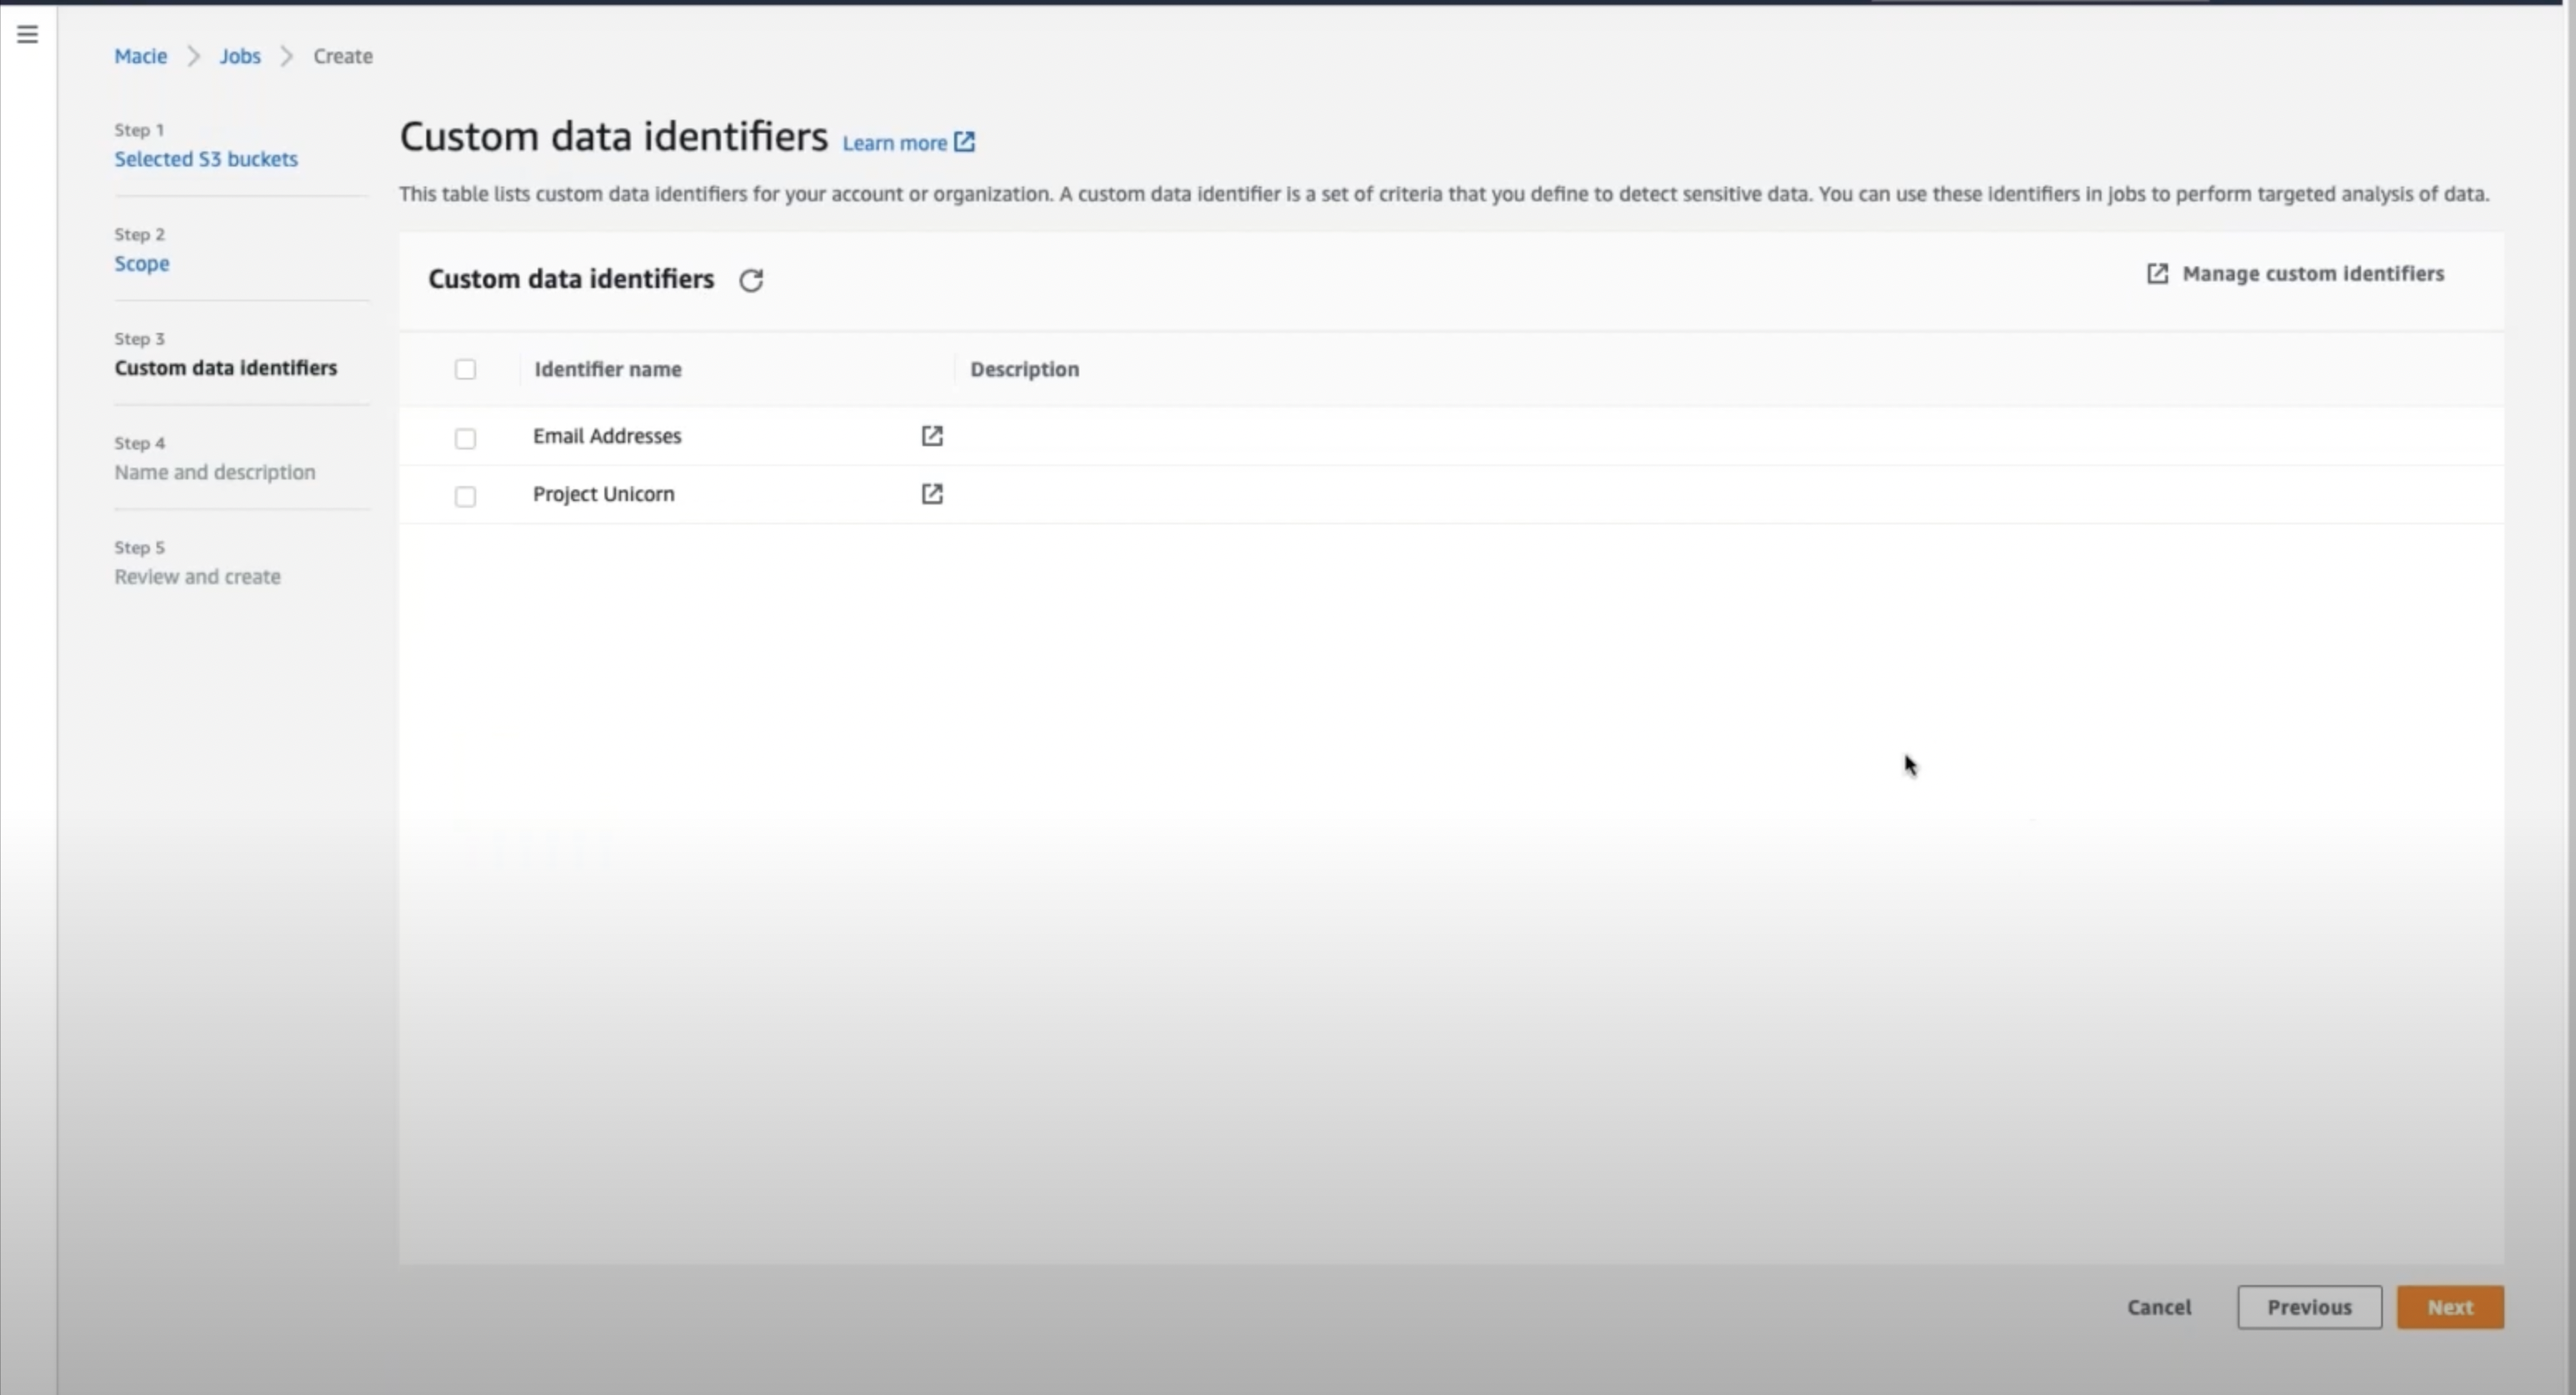 Macie > Jobs > Create
Step 1
Selected S3 buckets
Step 2
Scope
Step 3
Custom data identifiers
Step 4
Name and description
Step 5
Review and create
Custom data identifiers Learn more
This table lists custom data identifiers for your account or organization. A custom data identifier is a set of criteria that you define to detect sensitive data. You can use these identifiers in jobs to perform targeted analysis of data.
Custom data identifiers Manage custom identifiers
Identifier name Description
Email Addresses
Project Unicorn
Cancel Previous Next